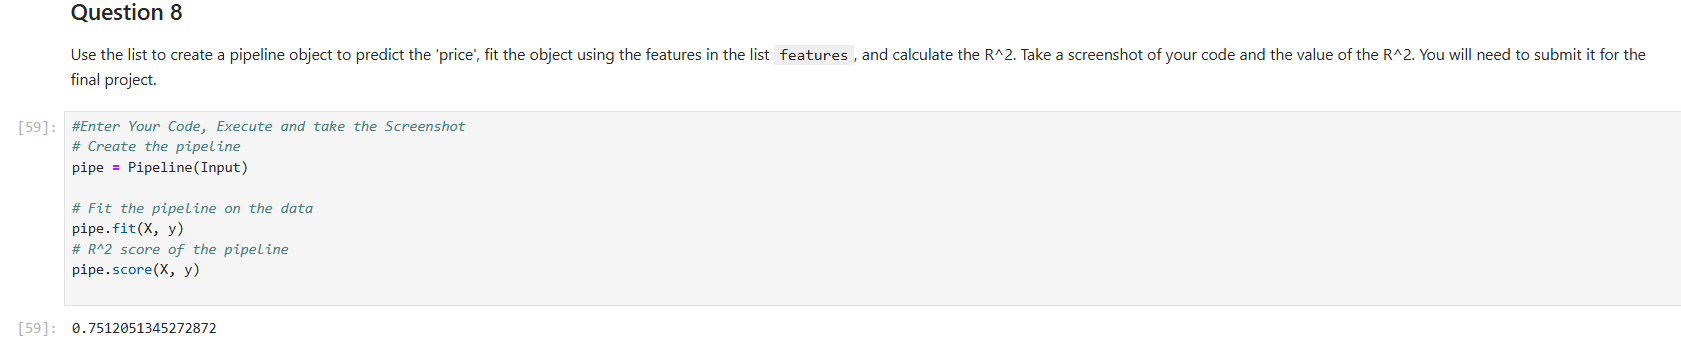 Question 8
Use the list to create a pipeline object to predict the 'price', fit the object using the features in the list features , and calculate the R^2. Take a screenshot of your code and the value of the R^2. You will need to submit it for the
final project.
[59]: #Enter Your Code, Execute and take the Screenshot
# Create the pipeline
pipe = Pipeline(Input)
# Fit the pipeline on the data
pipe.fit(X, y)
# R^2 score of the pipeline
pipe.score(X, y)
[59]: 0.7512051345272872